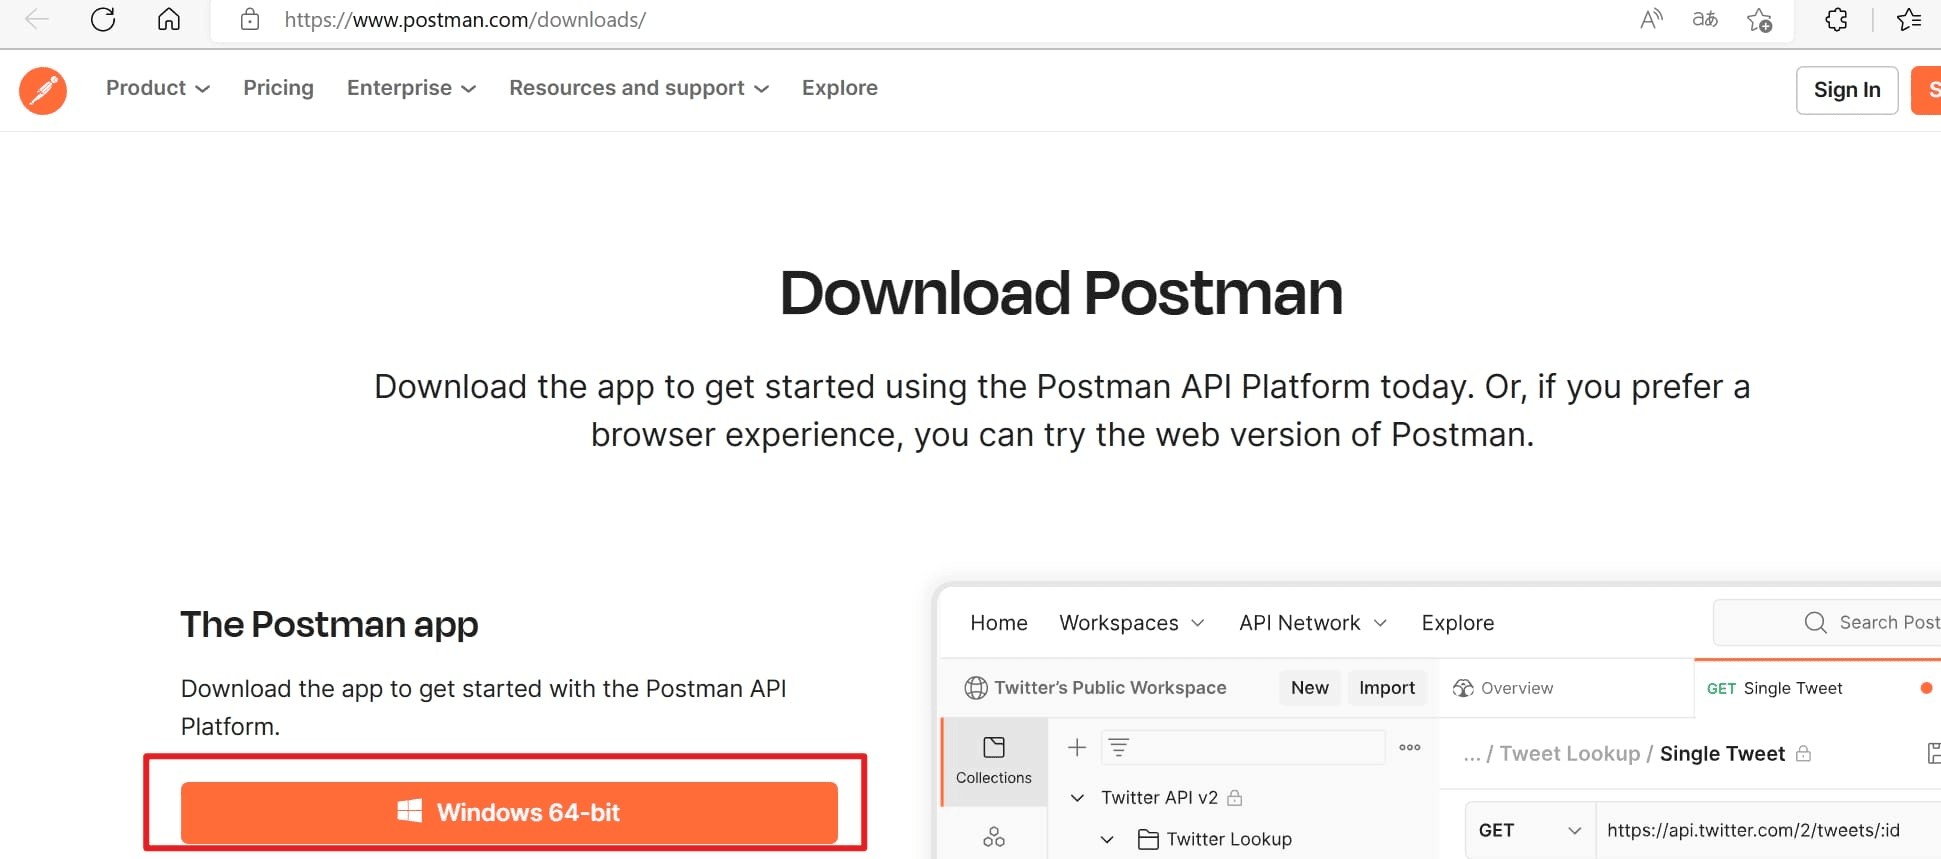 https://www.postman.com/downloads/
Product Pricing Enterprise Resources and support Explore Sign In S
Download Postman
Download the app to get started using the Postman API Platform today. Or, if you prefer a
browser experience, you can try the web version of Postman.
The Postman app
Download the app to get started with the Postman API
Platform.
Windows 64-bit
Home Workspaces API Network Explore Search Post
Twitter’s Public Workspace New Import Overview GET Single Tweet
Collections
... / Tweet Lookup / Single Tweet
Twitter API v2
Twitter Lookup
GET https://api.twitter.com/2/tweets/:id